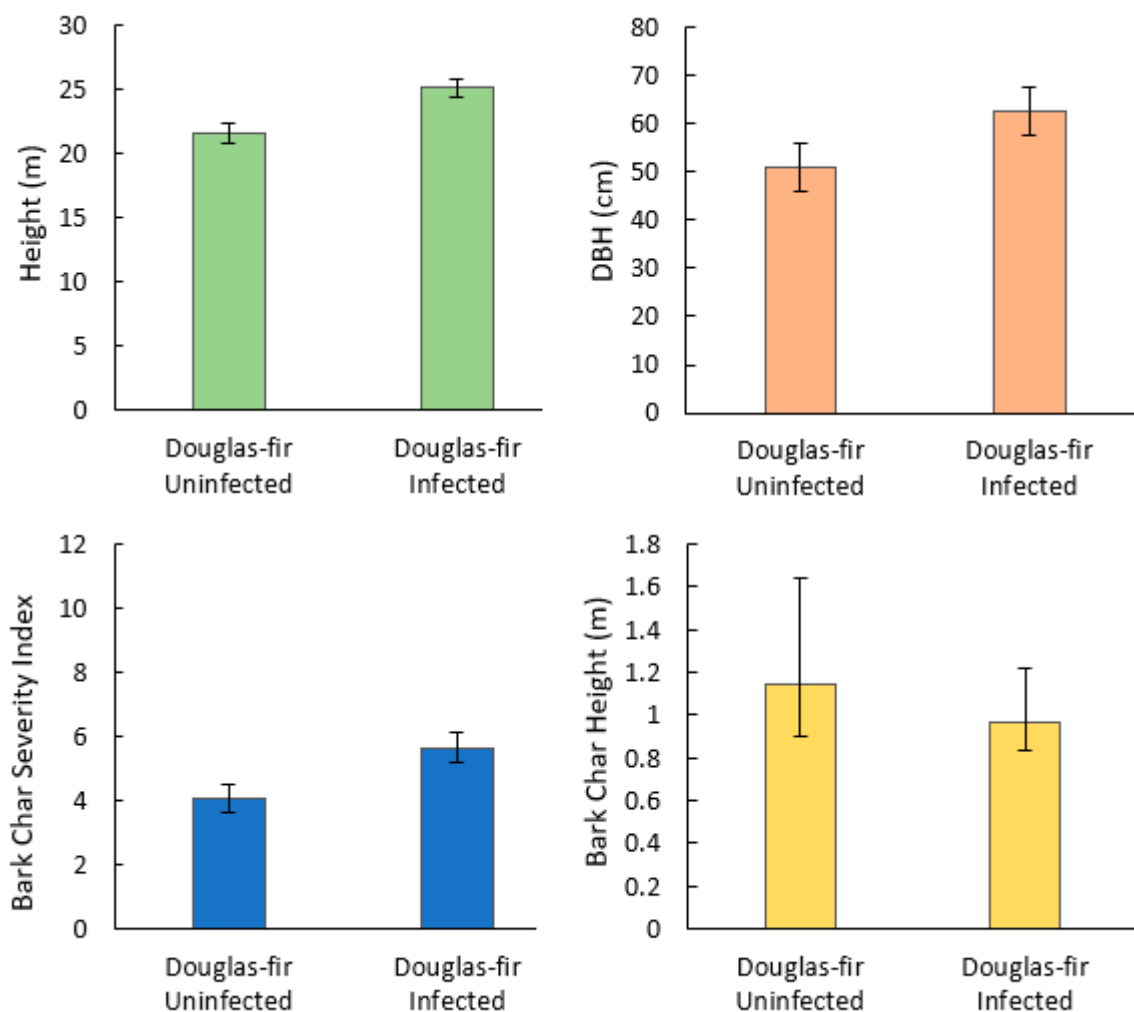 Height (m)
30
25
20
15
10
5
0
Douglas-fir
Uninfected
Douglas-fir
Infected
DBH (cm)
80
70
60
50
40
30
20
10
0
Douglas-fir
Uninfected
Douglas-fir
Infected
Bark Char Severity Index
12
10
8
6
4
2
0
Douglas-fir
Uninfected
Douglas-fir
Infected
Bark Char Height (m)
1.8
1.6
1.4
1.2
1
0.8
0.6
0.4
0.2
0
Douglas-fir
Uninfected
Douglas-fir
Infected